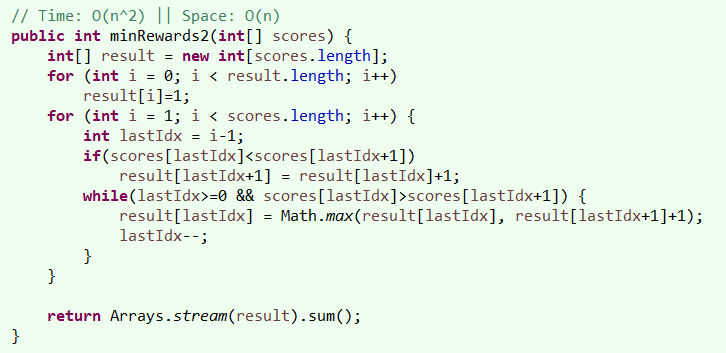 // Time: O(n^2) || Space: O(n)
public int minRewards2(int[] scores) {
    int[] result = new int[scores.length];
    for (int i = 0; i < result.length; i++)
        result[i]=1;
    for (int i = 1; i < scores.length; i++) {
        int lastIdx = i-1;
        if(scores[lastIdx]<scores[lastIdx+1])
            result[lastIdx+1] = result[lastIdx]+1;
        while(lastIdx>=0 && scores[lastIdx]>scores[lastIdx+1]) {
            result[lastIdx] = Math.max(result[lastIdx], result[lastIdx+1]+1);
            lastIdx--;
        }
    }

    return Arrays.stream(result).sum();
}